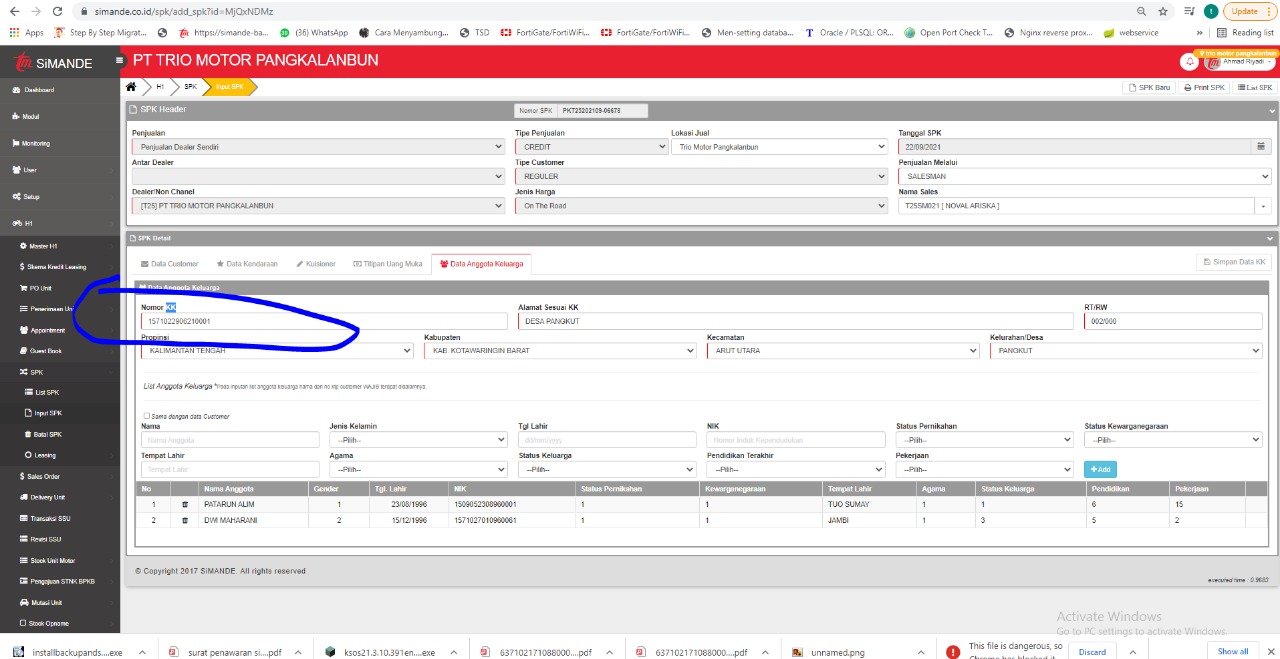 simande.co.id/spk/add_spk?id=MjQxNDMz
t Update
Apps Step By Step Migrat... https://simande-ba... (36) WhatsApp Cara Menyambung... TSD FortiGate/FortiWiFi... FortiGate/FortiWiFi... Men-setting databa... Oracle / PLSQL: OR... Open Port Check T... Nginx reverse prox... webservice » Reading list
SiMANDE PT TRIO MOTOR PANGKALANBUN
trio motor pangkalanbun
Ahmad Riyadi
H1 SPK Input SPK
SPK Baru Print SPK List SPK
Dashboard
Modul
Monitoring
User
Setup
H1
Master H1
Skema Kredit Leasing
PO Unit
Penerimaan Un
Appointment
Guest Book
SPK
List SPK
Input SPK
Batal SPK
Leasing
Sales Order
Delivery Unit
Transaksi SSU
Revisi SSU
Stock Unit Motor
Pengajuan STNK BPKB
Mutasi Unit
Stock Opname
SPK Header
Nomor SPK PKT25202109-06678
Penjualan Tipe Penjualan Lokasi Jual Tanggal SPK
Penjualan Dealer Sendiri CREDIT Trio Motor Pangkalanbun 22/09/2021
Antar Dealer Tipe Customer Penjualan Melalui
REGULER SALESMAN
Dealer/Non Chanel Jenis Harga Nama Sales
[T25] PT TRIO MOTOR PANGKALANBUN On The Road T25SM021 [ NOVAL ARISKA ]
SPK Detail
Data Customer Data Kendaraan Kuisioner Titipan Uang Muka Data Anggota Keluarga Simpan Data KK
Data Anggota Keluarga
Nomor KK Alamat Sesuai KK RT/RW
1571022906210001 DESA PANGKUT 002/000
Propinsi Kabupaten Kecamatan Kelurahan/Desa
KALIMANTAN TENGAH KAB. KOTAWARINGIN BARAT ARUT UTARA PANGKUT
List Anggota Keluarga *Pada inputan list anggota keluarga nama dan no ktp customer WAJIB terdapat didalamnya.
Sama dengan data Customer
Nama Jenis Kelamin Tgl Lahir NIK Status Pernikahan Status Kewarganegaraan
Nama Anggota --Pilih-- dd/mm/yyyy Nomor Induk Kependudukan --Pilih-- --Pilih--
Tempat Lahir Agama Status Keluarga Pendidikan Terakhir Pekerjaan
Tempat Lahir --Pilih-- --Pilih-- --Pilih-- --Pilih-- +Add
No Nama Anggota Gender Tgl. Lahir NIK Status Pernikahan Kewarganegaraan Tempat Lahir Agama Status Keluarga Pendidikan Pekerjaan
1 PATARUN ALIM 1 23/08/1996 1509052308960001 1 1 TUO SUMAY 1 1 6 15
2 DWI MAHARANI 2 15/12/1996 1571027010960061 1 1 JAMBI 1 3 5 2
© Copyright 2017 SiMANDE. All rights reserved
executed time : 0.9683
Activate Windows
Go to PC settings to activate Windows.
installbackupands....exe surat penawaran si....pdf ksos21.3.10.391en....exe 637102171088000....pdf 637102171088000....pdf unnamed.png This file is dangerous, so Discard Show all
Chrome has blocked it.